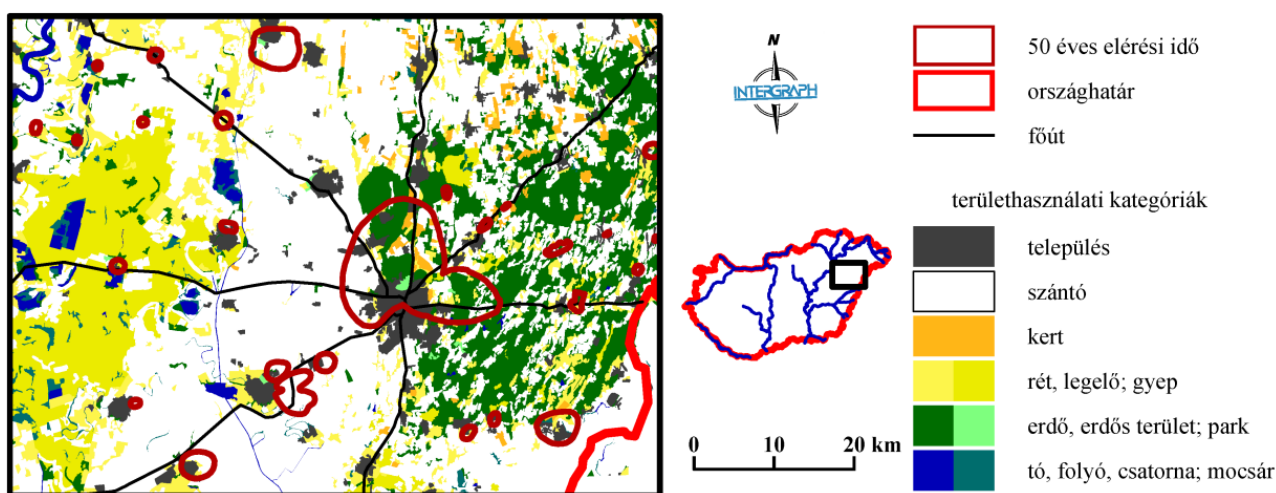 N
INTERGRAPH
50 éves elérési idő
országhatár
főút
területhasználati kategóriák
település
szántó
kert
rét, legelő; gyep
erdő, erdős terület; park
tó, folyó, csatorna; mocsár
0 10 20 km